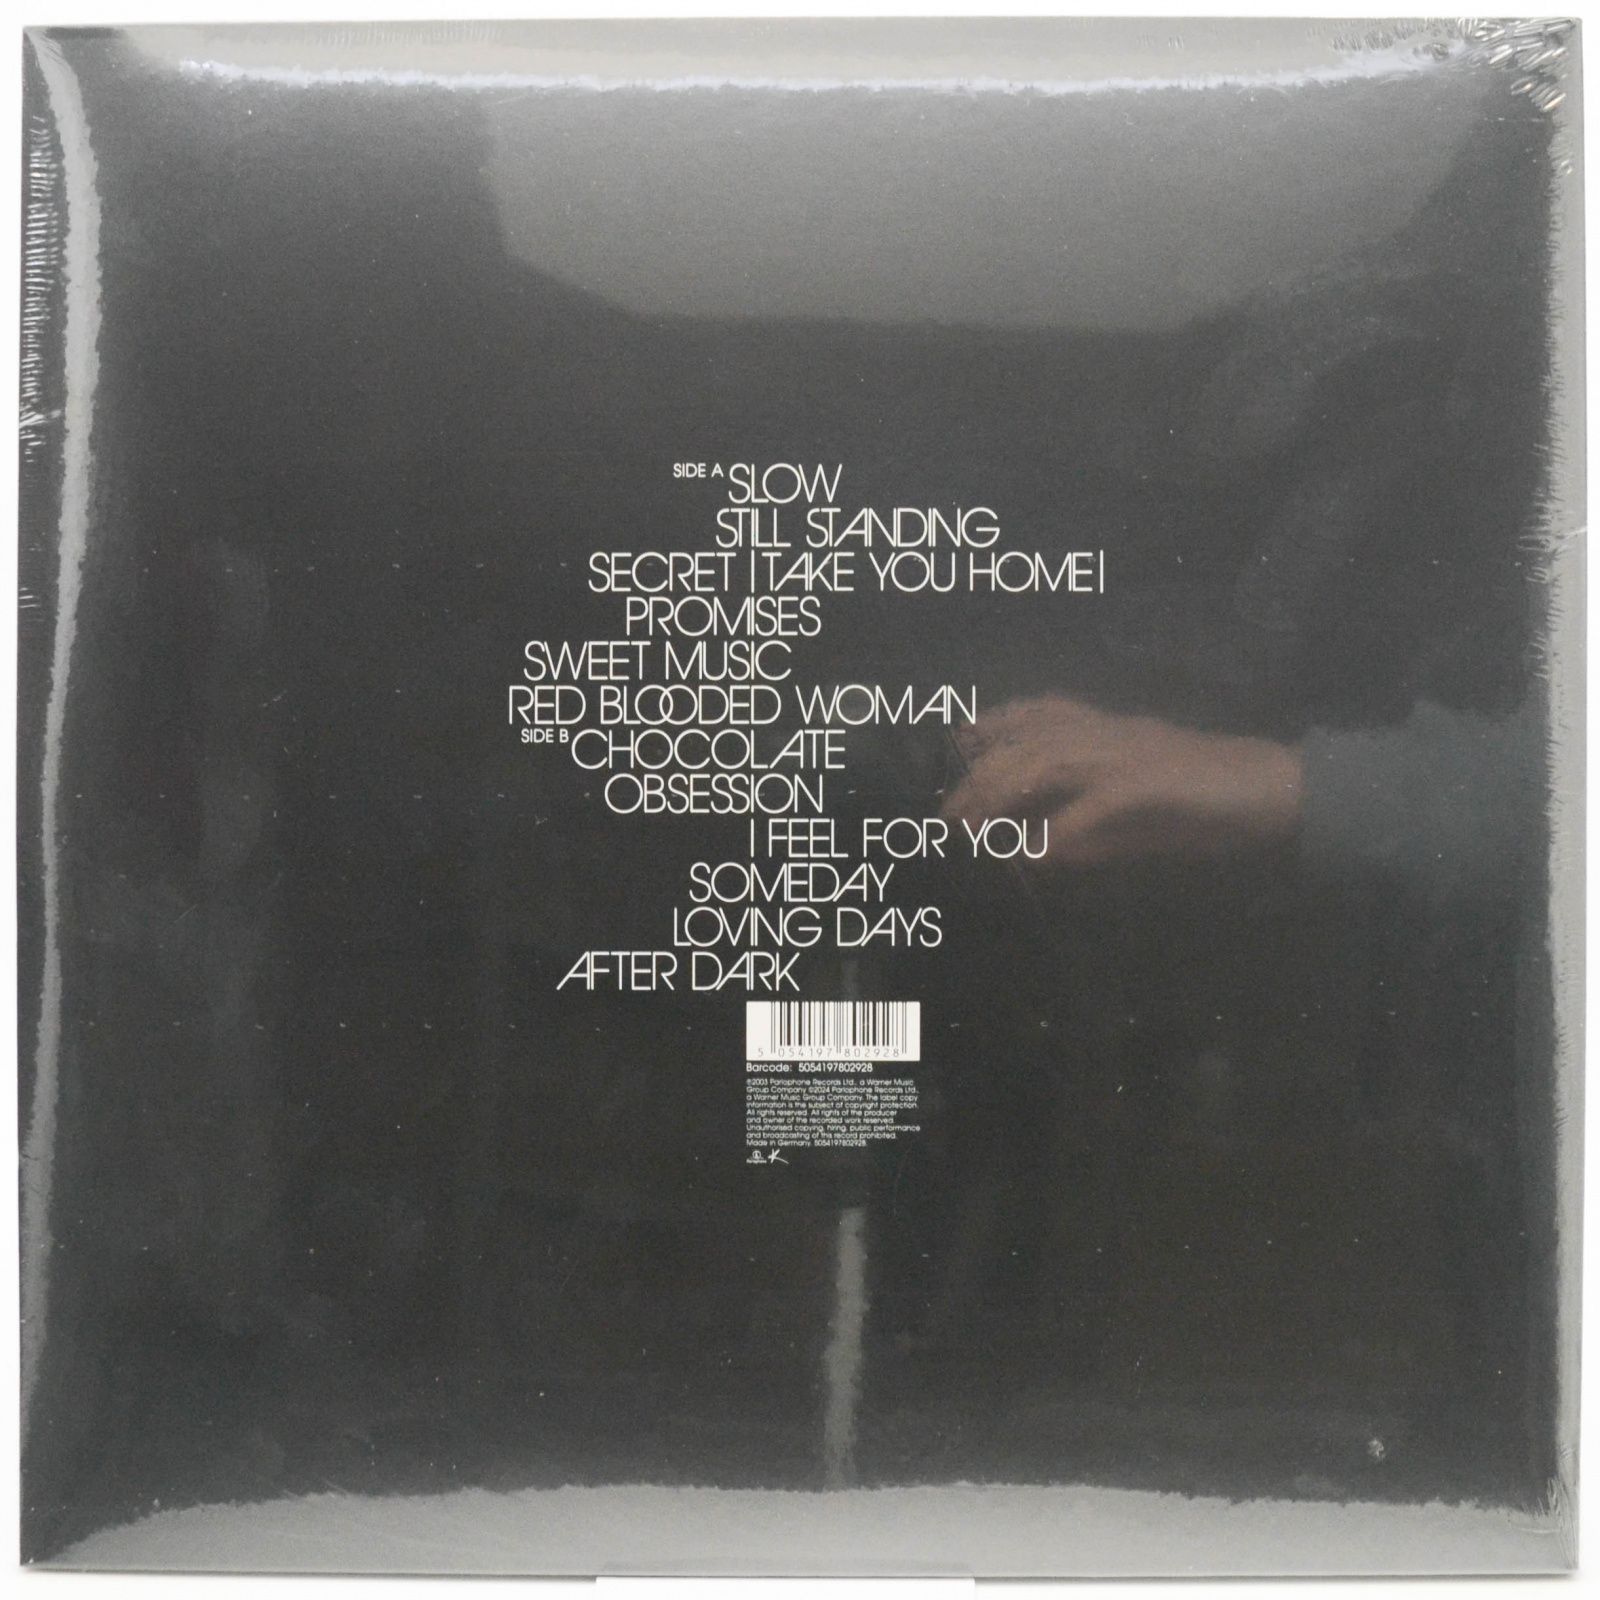 SIDE A SLOW
STILL STANDING
SECRET |TAKE YOU HOME|
PROMISES
SWEET MUSIC
RED BLOODED WOMAN
SIDE B CHOCOLATE
OBSESSION
I FEEL FOR YOU
SOMEDAY
LOVING DAYS
AFTER DARK
5 054197 802928
Barcode: 5054197802928
℗2003 Parlophone Records Ltd., a Warner Music
Group Company ©2024 Parlophone Records Ltd.,
a Warner Music Group Company. The label copy
information is the subject of copyright protection.
All rights reserved. All rights of the producer
and owner of the recorded work reserved.
Unauthorised copying, hiring, public performance
and broadcasting of this record prohibited.
Made in Germany. 5054197802928.
Parlophone K